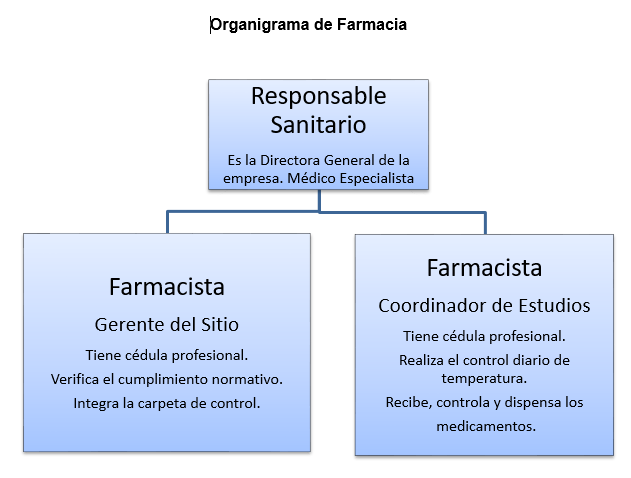 Organigrama de Farmacia
Responsable
Sanitario
Es la Directora General de la
empresa. Médico Especialista
Farmacista
Gerente del Sitio
Tiene cédula profesional.
Verifica el cumplimiento normativo.
Integra la carpeta de control.
Farmacista
Coordinador de Estudios
Tiene cédula profesional.
Realiza el control diario de
temperatura.
Recibe, controla y dispensa los
medicamentos.